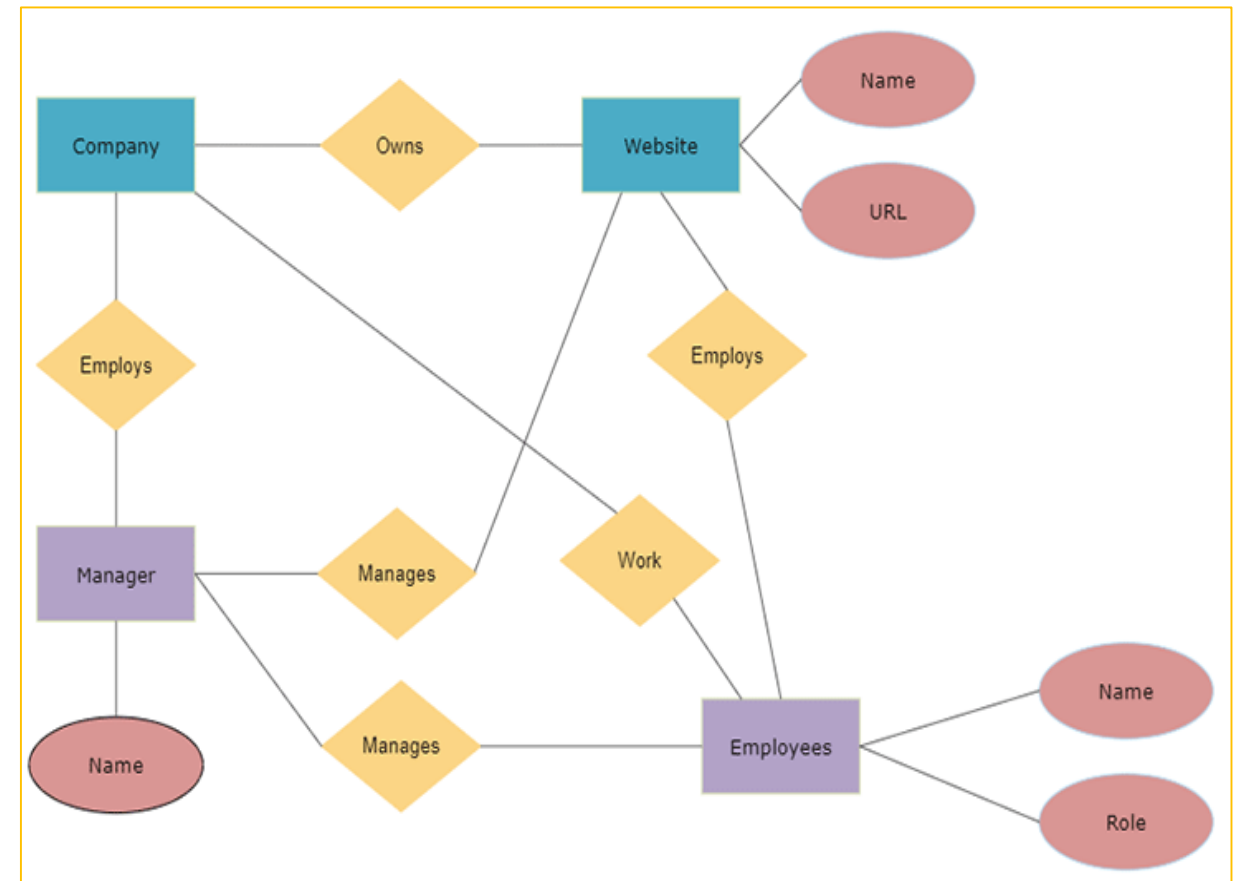 Name
Company
Owns
Website
URL
Employs
Employs
Work
Manager
Manages
Name
Manages
Employees
Name
Role